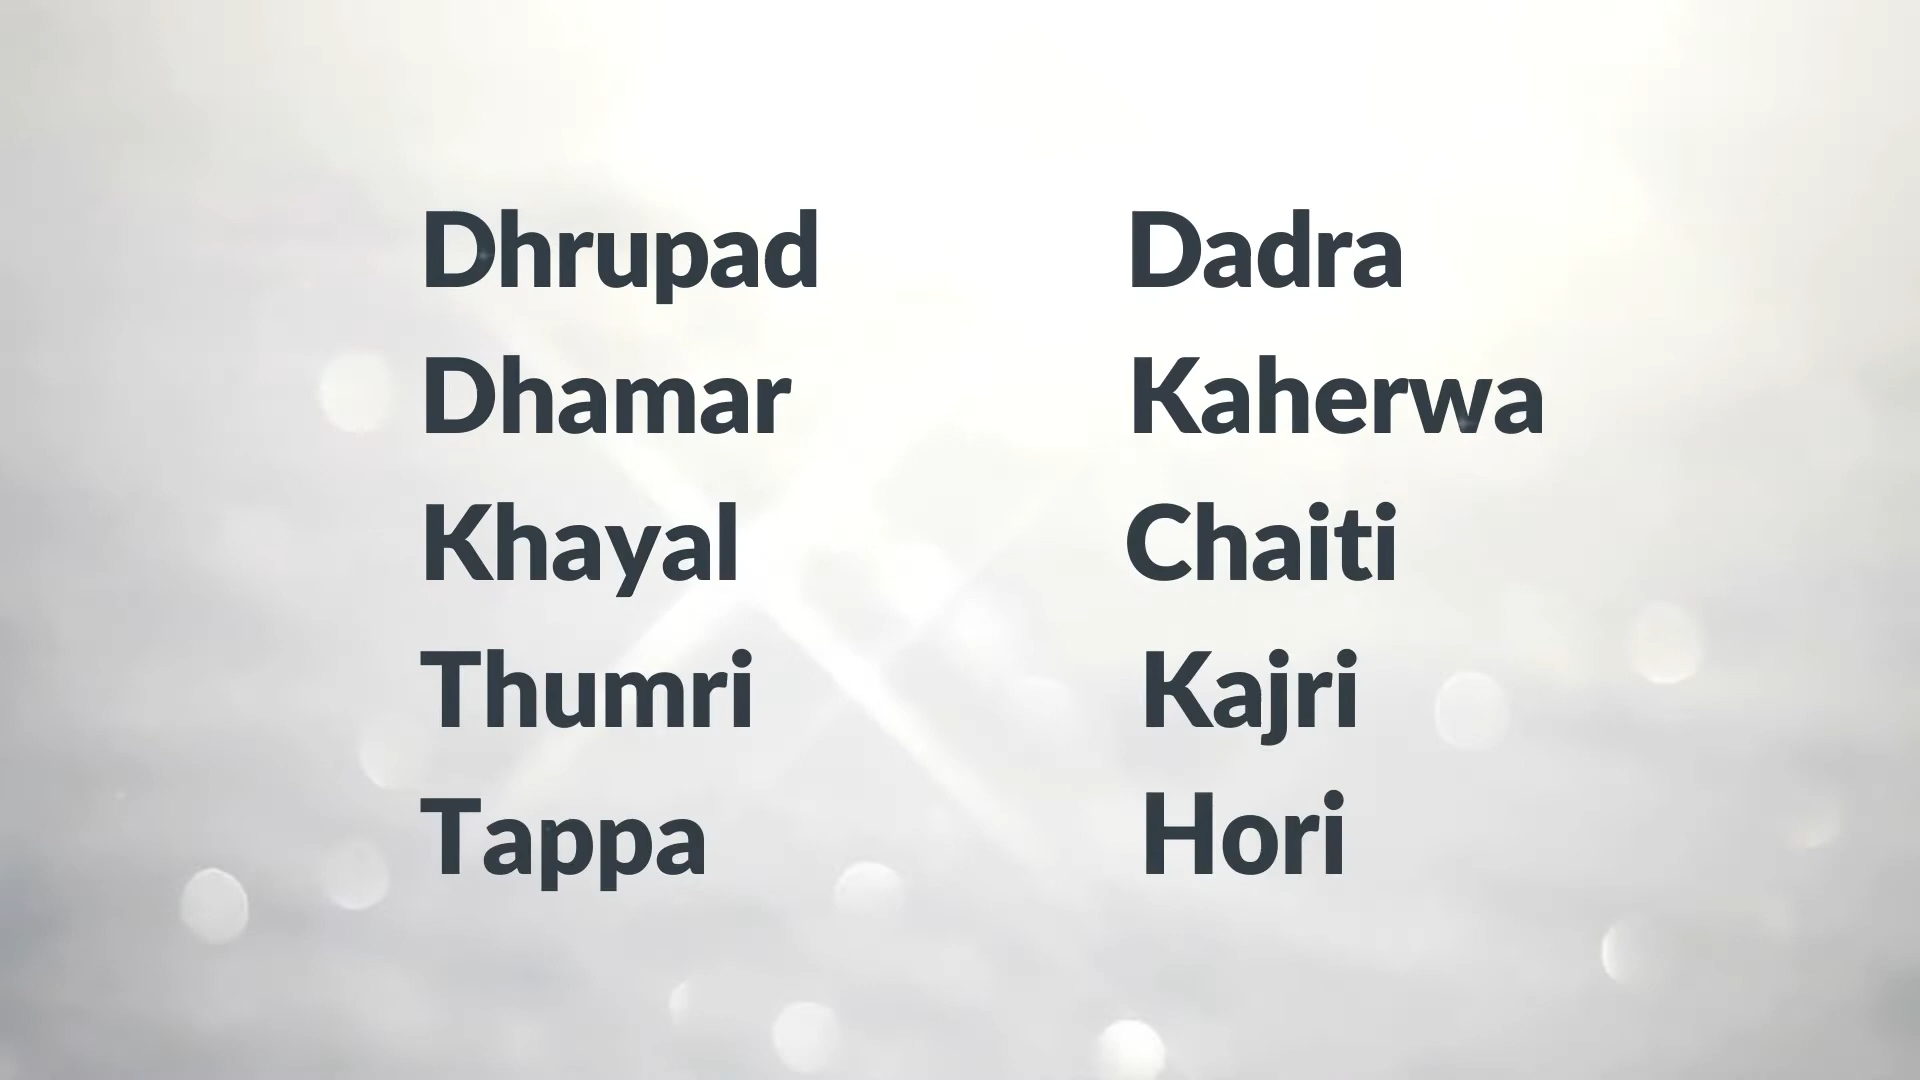 Dhrupad
Dhamar
Khayal
Thumri
Tappa
Dadra
Kaherwa
Chaiti
Kajri
Hori